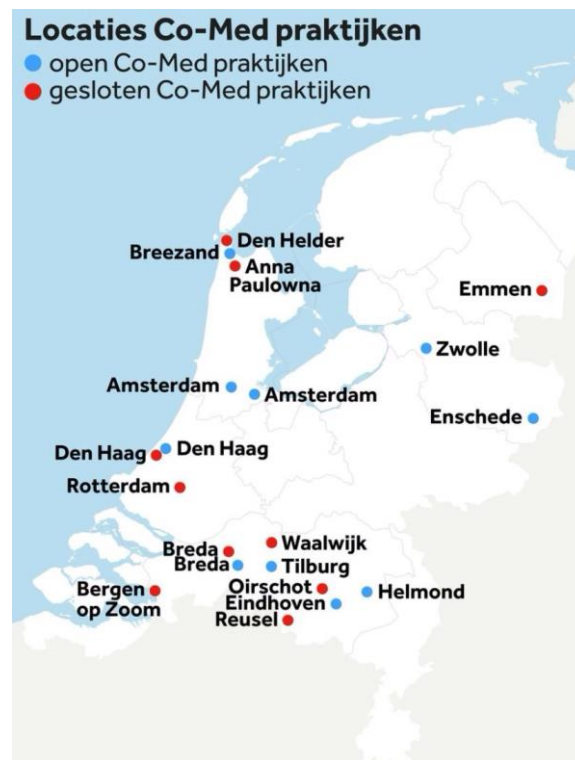 Locaties Co-Med praktijken
open Co-Med praktijken
gesloten Co-Med praktijken
Den Helder
Breezand
Anna
Paulowna
Emmen
Zwolle
Amsterdam
Amsterdam
Enschede
Den Haag
Den Haag
Rotterdam
Waalwijk
Breda
Breda
Tilburg
Bergen
op Zoom
Oirschot
Helmond
Eindhoven
Reusel